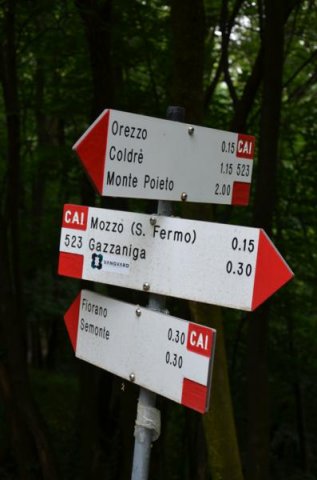 Orezzo 0.15 CAI
Coldrè 1.15 523
Monte Poieto 2.00
CAI Mozzo (S. Fermo) 0.15
523 Gazzaniga 0.30
VANGUARD
Fiorano 0.30 CAI
Semonte 0.30